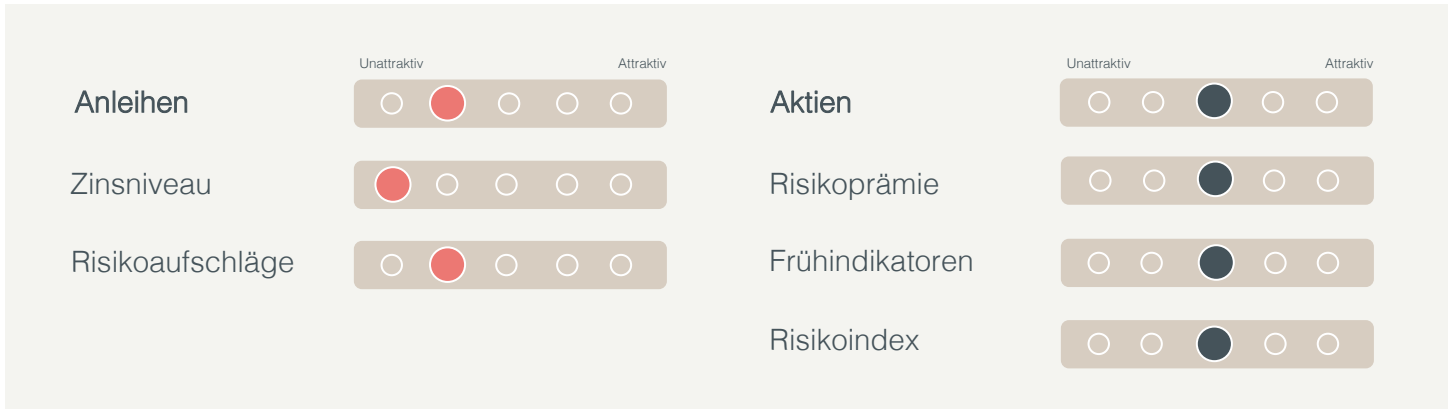 Unattraktiv Attraktiv
Anleihen
Zinsniveau
Risikoaufschläge
Unattraktiv Attraktiv
Aktien
Risikoprämie
Frühindikatoren
Risikoindex